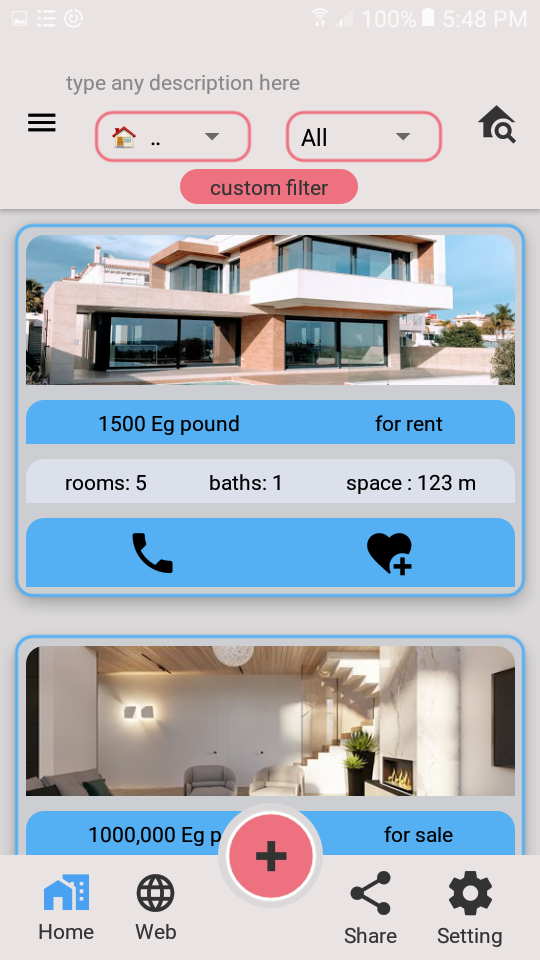 100% 5:48 PM
type any description here
.. All
custom filter
1500 Eg pound for rent
rooms: 5 baths: 1 space : 123 m
1000,000 Eg p for sale
Home Web Share Setting